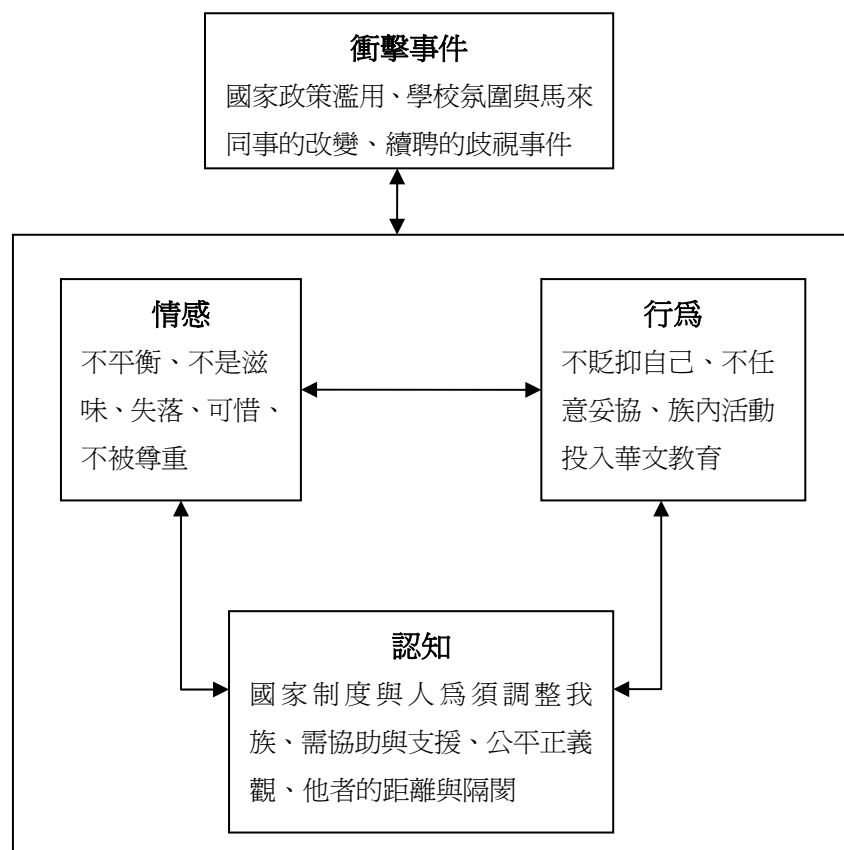 衝擊事件
國家政策濫用、學校氛圍與馬來
同事的改變、續聘的歧視事件
情感
不平衡、不是滋
味、失落、可惜、
不被尊重
行爲
不貶抑自己、不任
意妥協、族內活動
投入華文教育
認知
國家制度與人爲須調整我
族、需協助與支援、公平正義
觀、他者的距離與隔閡